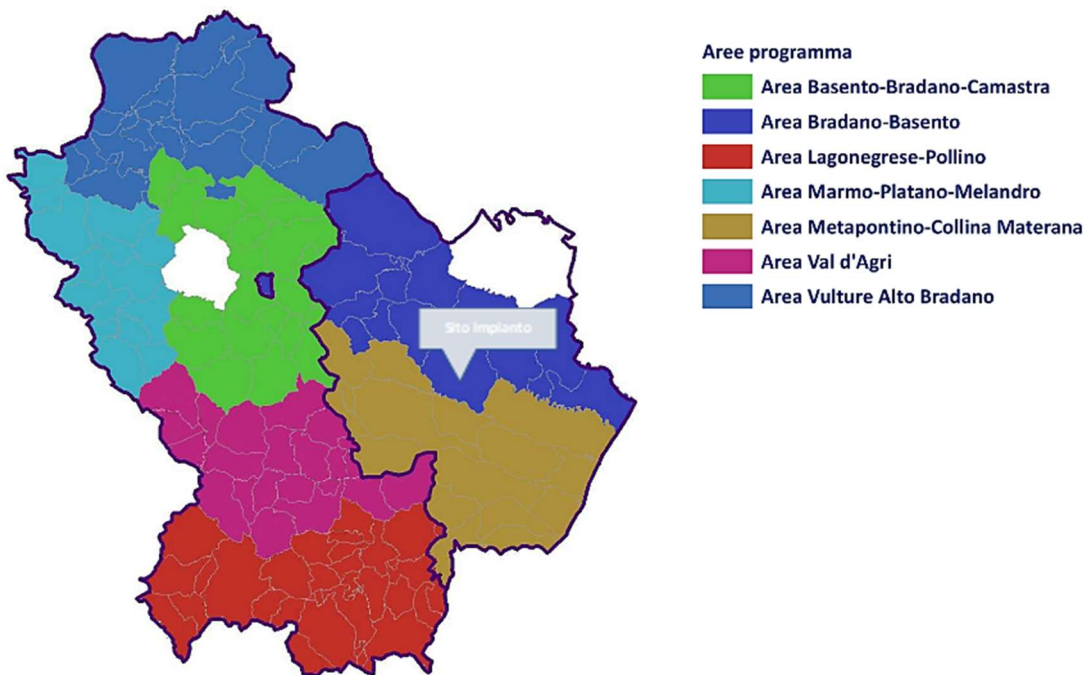 Aree programma
Area Basento-Bradano-Camastra
Area Bradano-Basento
Area Lagonegrese-Pollino
Area Marmo-Platano-Melandro
Area Metapontino-Collina Materana
Area Val d'Agri
Area Vulture Alto Bradano
Sito Impianto